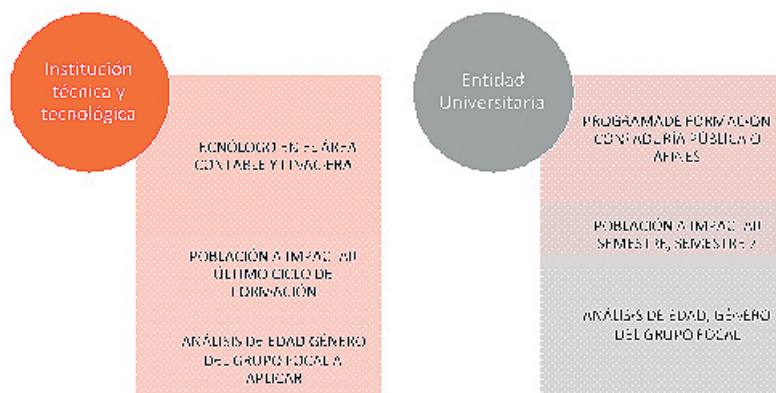 Institución
técnica y
tecnológica
TECNÓLOGO EN EL ÁREA
CONTABLE Y FINACIERA
POBLACIÓN A IMPACTAR
ÚLTIMO CICLO DE
FORMACIÓN
ANÁLISIS DE EDAD GÉNERO
DEL GRUPO FOCAL A
APLICAR
Entidad
Universitaria
PROGRAMA DE FORMACIÓN
CONTADURÍA PÚBLICA O
AFINES
POBLACIÓN A IMPACTAR
SEMESTRE, SEMESTRE
ANÁLISIS DE EDAD, GÉNERO
DEL GRUPO FOCAL